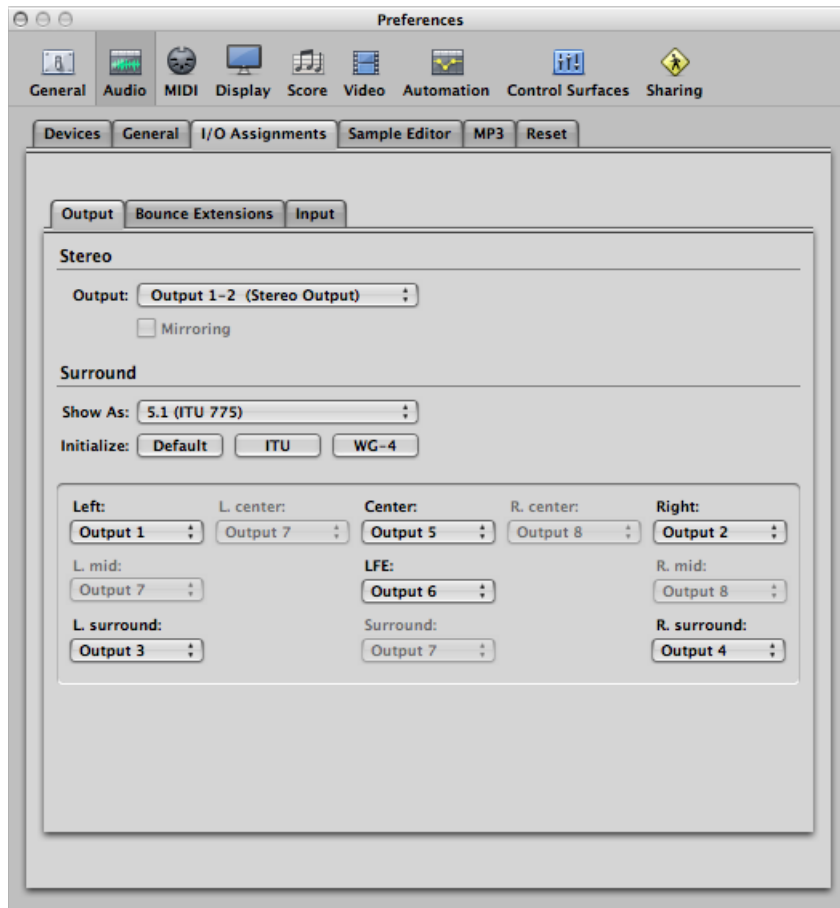 Preferences
General Audio MIDI Display Score Video Automation Control Surfaces Sharing
Devices General I/O Assignments Sample Editor MP3 Reset
Output Bounce Extensions Input
Stereo
Output: Output 1-2 (Stereo Output)
Mirroring
Surround
Show As: 5.1 (ITU 775)
Initialize: Default ITU WG-4
Left: L. center: Center: R. center: Right:
Output 1 Output 7 Output 5 Output 8 Output 2
L. mid: LFE: R. mid:
Output 7 Output 6 Output 8
L. surround: Surround: R. surround:
Output 3 Output 7 Output 4